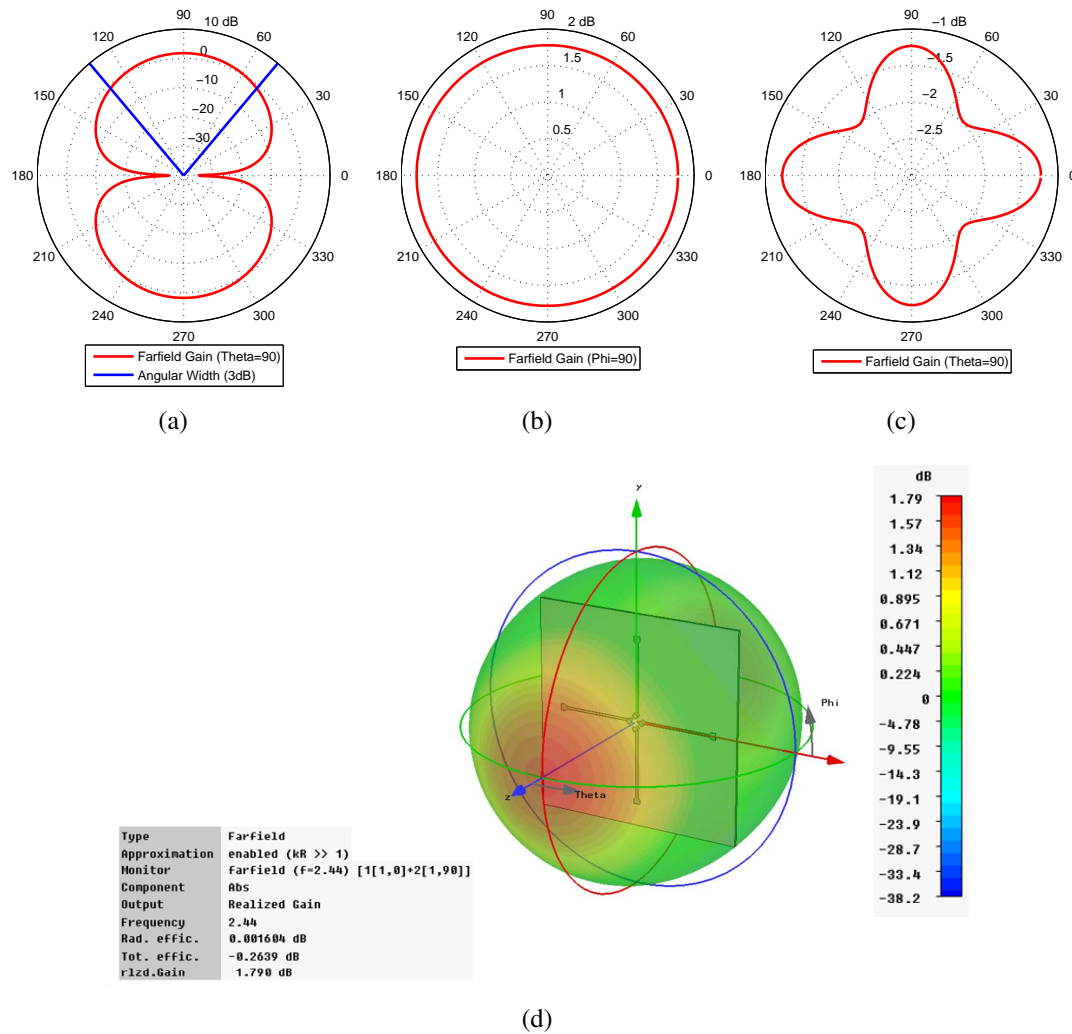 90
10 dB
120
60
0
−10
150
30
−20
−30
180
0
210
330
240
300
270
Farfield Gain (Theta=90)
Angular Width (3dB)
(a)
90
2 dB
120
60
1.5
150
1
30
0.5
180
0
210
330
240
300
270
Farfield Gain (Phi=90)
(b)
90
−1 dB
120
60
−1.5
150
−2
30
−2.5
180
0
210
330
240
300
270
Farfield Gain (Theta=90)
(c)
y
Phi
z
Theta
dB
1.79
1.57
1.34
1.12
0.895
0.671
0.447
0.224
0
-4.78
-9.55
-14.3
-19.1
-23.9
-28.7
-33.4
-38.2
Type Farfield
Approximation enabled (kR >> 1)
Monitor farfield (f=2.44) [1[1,0]+2[1,90]]
Component Abs
Output Realized Gain
Frequency 2.44
Rad. effic. 0.001604 dB
Tot. effic. -0.2639 dB
rlzd.Gain 1.790 dB
(d)